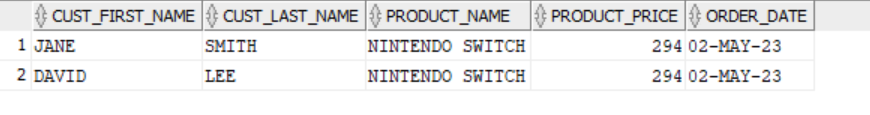 CUST_FIRST_NAME CUST_LAST_NAME PRODUCT_NAME PRODUCT_PRICE ORDER_DATE
1 JANE SMITH NINTENDO SWITCH 294 02-MAY-23
2 DAVID LEE NINTENDO SWITCH 294 02-MAY-23